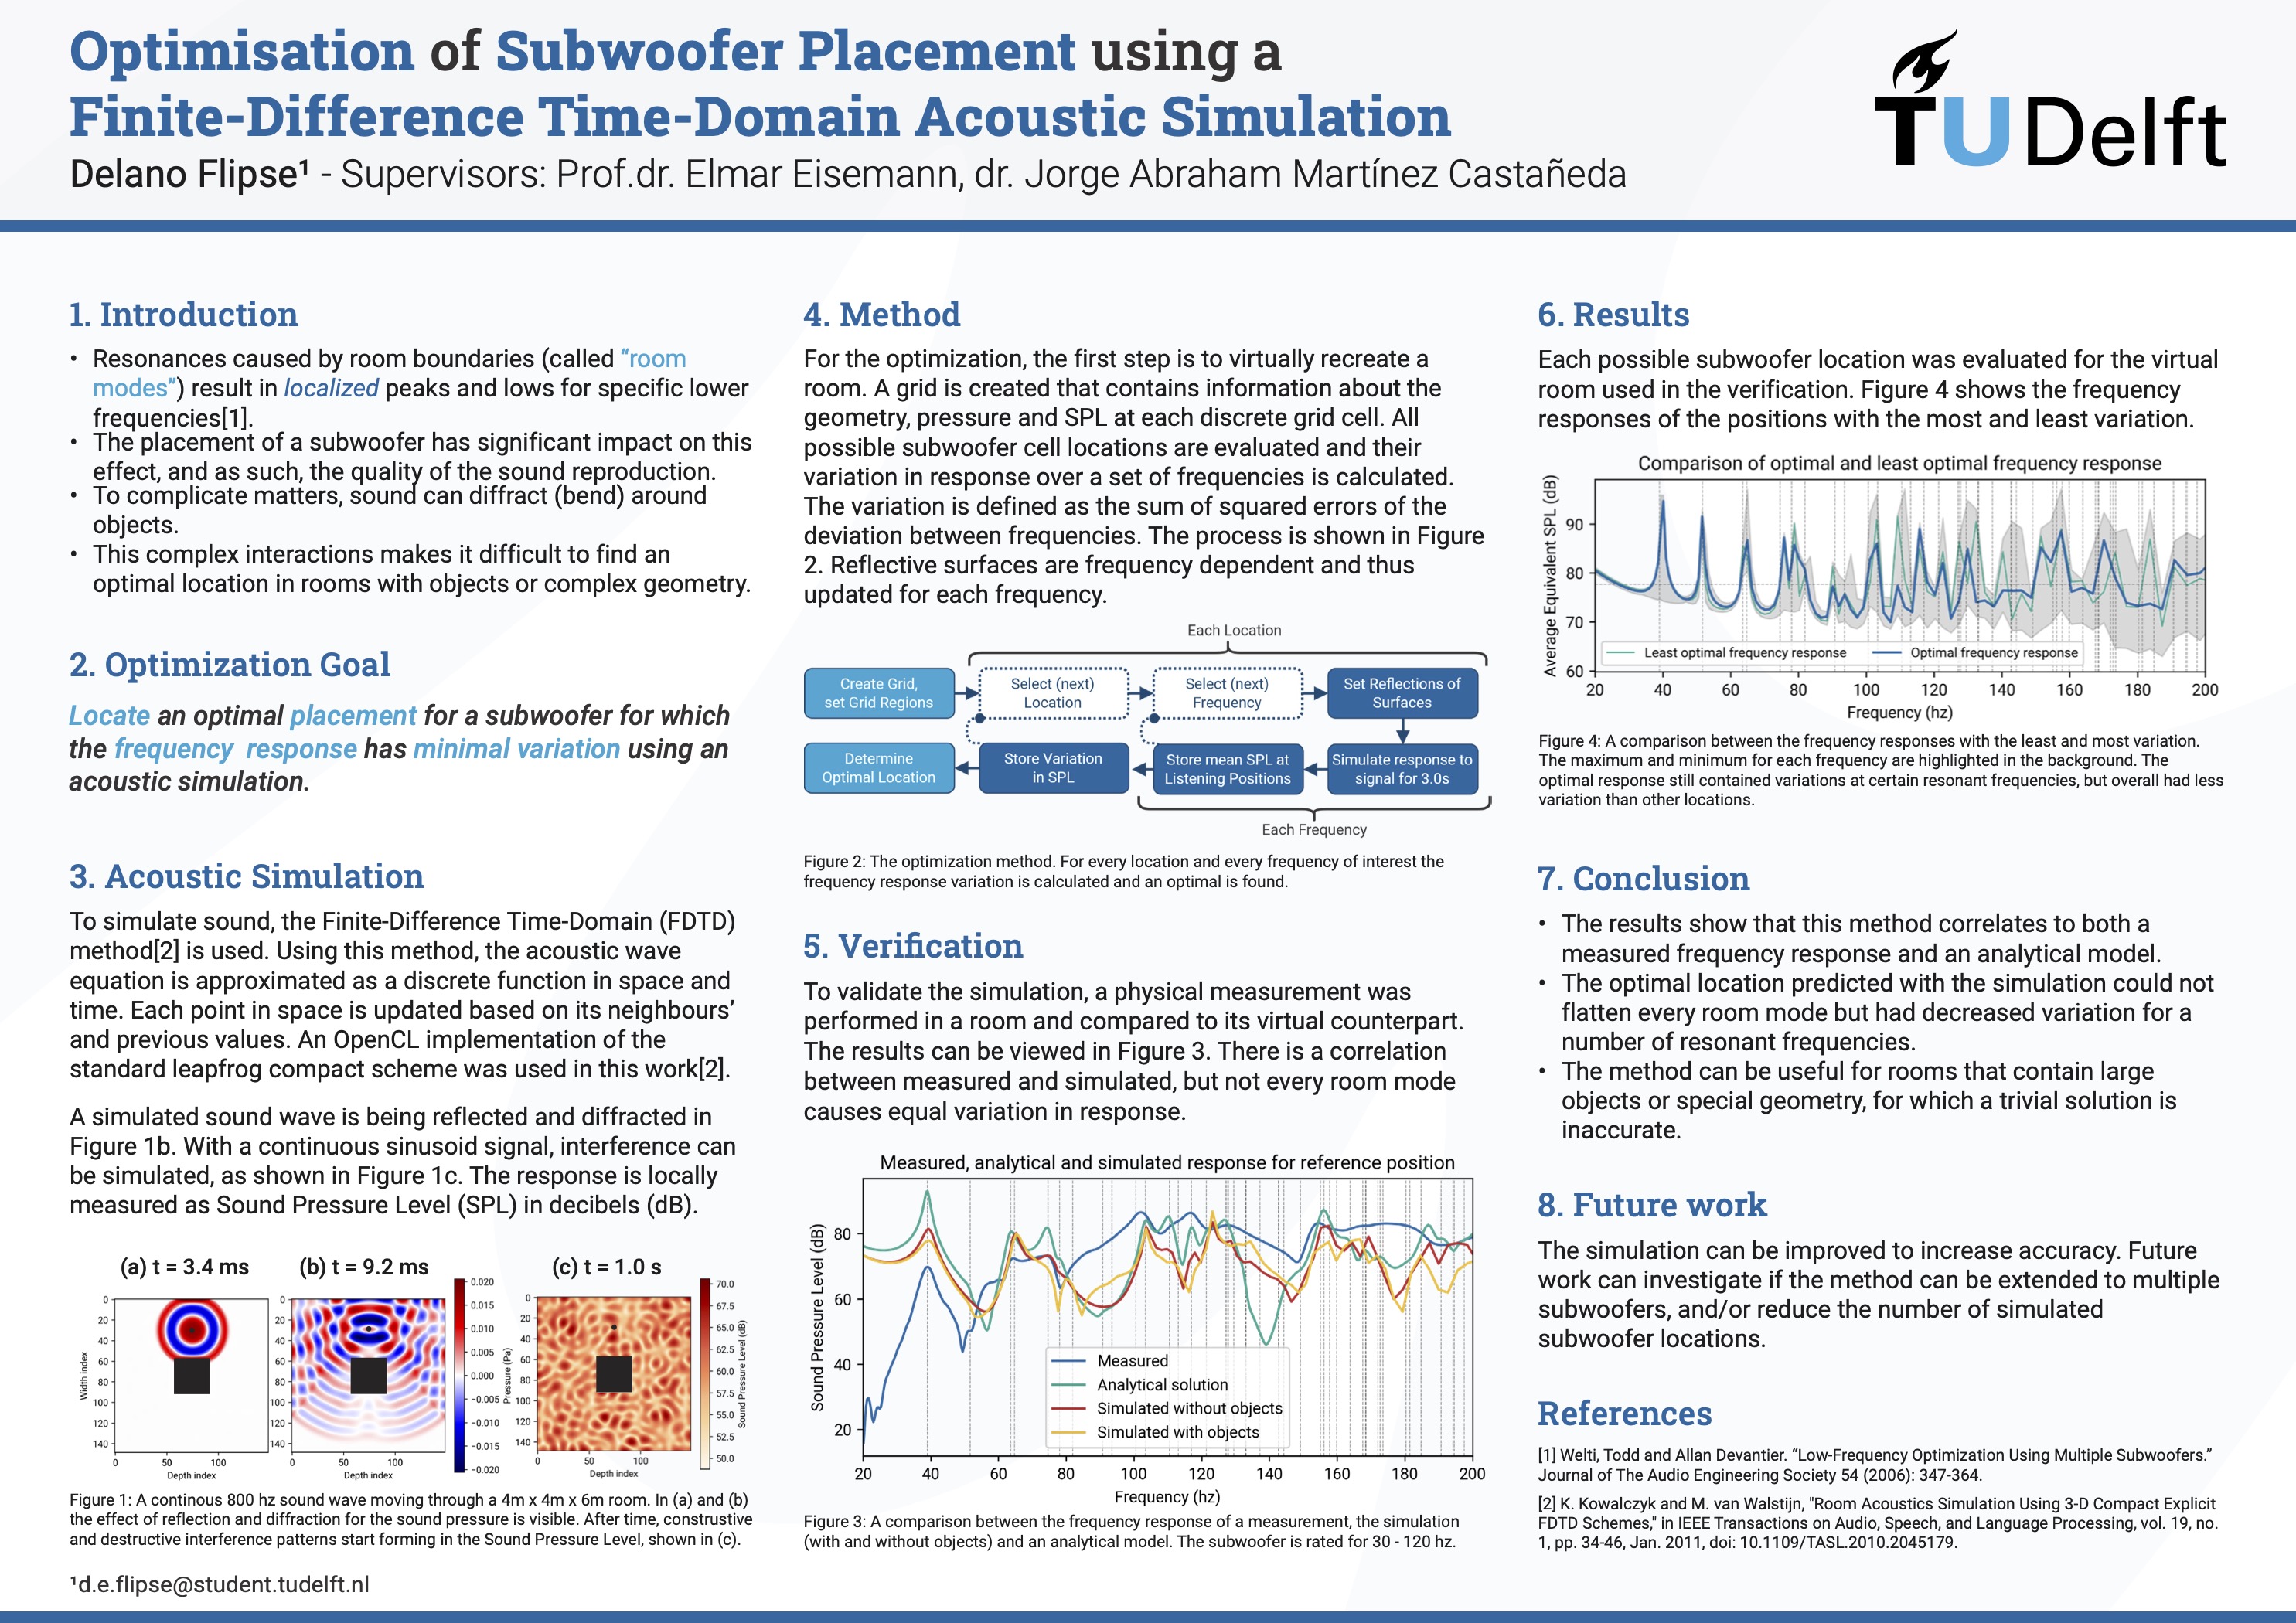 Optimisation of Subwoofer Placement using a
Finite-Difference Time-Domain Acoustic Simulation
Delano Flipse¹ - Supervisors: Prof.dr. Elmar Eisemann, dr. Jorge Abraham Martínez Castañeda
TU Delft
1. Introduction
• Resonances caused by room boundaries (called “room
modes”) result in localized peaks and lows for specific lower
frequencies[1].
• The placement of a subwoofer has significant impact on this
effect, and as such, the quality of the sound reproduction.
• To complicate matters, sound can diffract (bend) around
objects.
• This complex interactions makes it difficult to find an
optimal location in rooms with objects or complex geometry.
2. Optimization Goal
Locate an optimal placement for a subwoofer for which
the frequency response has minimal variation using an
acoustic simulation.
3. Acoustic Simulation
To simulate sound, the Finite-Difference Time-Domain (FDTD)
method[2] is used. Using this method, the acoustic wave
equation is approximated as a discrete function in space and
time. Each point in space is updated based on its neighbours’
and previous values. An OpenCL implementation of the
standard leapfrog compact scheme was used in this work[2].
A simulated sound wave is being reflected and diffracted in
Figure 1b. With a continuous sinusoid signal, interference can
be simulated, as shown in Figure 1c. The response is locally
measured as Sound Pressure Level (SPL) in decibels (dB).
(a) t = 3.4 ms
0
20
40
60
80
100
120
140
Width index
0 50 100
Depth index
(b) t = 9.2 ms
0
20
40
60
80
100
120
140
0 50 100
Depth index
0.020
0.015
0.010
0.005
0.000
−0.005
−0.010
−0.015
−0.020
Pressure (Pa)
(c) t = 1.0 s
0
20
40
60
80
100
120
140
0 50 100
Depth index
70.0
67.5
65.0
62.5
60.0
57.5
55.0
52.5
50.0
Sound Pressure Level (dB)
Figure 1: A continous 800 hz sound wave moving through a 4m x 4m x 6m room. In (a) and (b)
the effect of reflection and diffraction for the sound pressure is visible. After time, construstive
and destructive interference patterns start forming in the Sound Pressure Level, shown in (c).
¹d.e.flipse@student.tudelft.nl
4. Method
For the optimization, the first step is to virtually recreate a
room. A grid is created that contains information about the
geometry, pressure and SPL at each discrete grid cell. All
possible subwoofer cell locations are evaluated and their
variation in response over a set of frequencies is calculated.
The variation is defined as the sum of squared errors of the
deviation between frequencies. The process is shown in Figure
2. Reflective surfaces are frequency dependent and thus
updated for each frequency.
Each Location
Create Grid,
set Grid Regions
Select (next)
Location
Select (next)
Frequency
Set Reflections of
Surfaces
Determine
Optimal Location
Store Variation
in SPL
Store mean SPL at
Listening Positions
Simulate response to
signal for 3.0s
Each Frequency
Figure 2: The optimization method. For every location and every frequency of interest the
frequency response variation is calculated and an optimal is found.
5. Verification
To validate the simulation, a physical measurement was
performed in a room and compared to its virtual counterpart.
The results can be viewed in Figure 3. There is a correlation
between measured and simulated, but not every room mode
causes equal variation in response.
Measured, analytical and simulated response for reference position
80
60
40
20
Sound Pressure Level (dB)
Measured
Analytical solution
Simulated without objects
Simulated with objects
20 40 60 80 100 120 140 160 180 200
Frequency (hz)
Figure 3: A comparison between the frequency response of a measurement, the simulation
(with and without objects) and an analytical model. The subwoofer is rated for 30 - 120 hz.
6. Results
Each possible subwoofer location was evaluated for the virtual
room used in the verification. Figure 4 shows the frequency
responses of the positions with the most and least variation.
Comparison of optimal and least optimal frequency response
90
80
70
60
Average Equivalent SPL (dB)
Least optimal frequency response Optimal frequency response
20 40 60 80 100 120 140 160 180 200
Frequency (hz)
Figure 4: A comparison between the frequency responses with the least and most variation.
The maximum and minimum for each frequency are highlighted in the background. The
optimal response still contained variations at certain resonant frequencies, but overall had less
variation than other locations.
7. Conclusion
• The results show that this method correlates to both a
measured frequency response and an analytical model.
• The optimal location predicted with the simulation could not
flatten every room mode but had decreased variation for a
number of resonant frequencies.
• The method can be useful for rooms that contain large
objects or special geometry, for which a trivial solution is
inaccurate.
8. Future work
The simulation can be improved to increase accuracy. Future
work can investigate if the method can be extended to multiple
subwoofers, and/or reduce the number of simulated
subwoofer locations.
References
[1] Welti, Todd and Allan Devantier. “Low-Frequency Optimization Using Multiple Subwoofers.”
Journal of The Audio Engineering Society 54 (2006): 347-364.
[2] K. Kowalczyk and M. van Walstijn, "Room Acoustics Simulation Using 3-D Compact Explicit
FDTD Schemes," in IEEE Transactions on Audio, Speech, and Language Processing, vol. 19, no.
1, pp. 34-46, Jan. 2011, doi: 10.1109/TASL.2010.2045179.